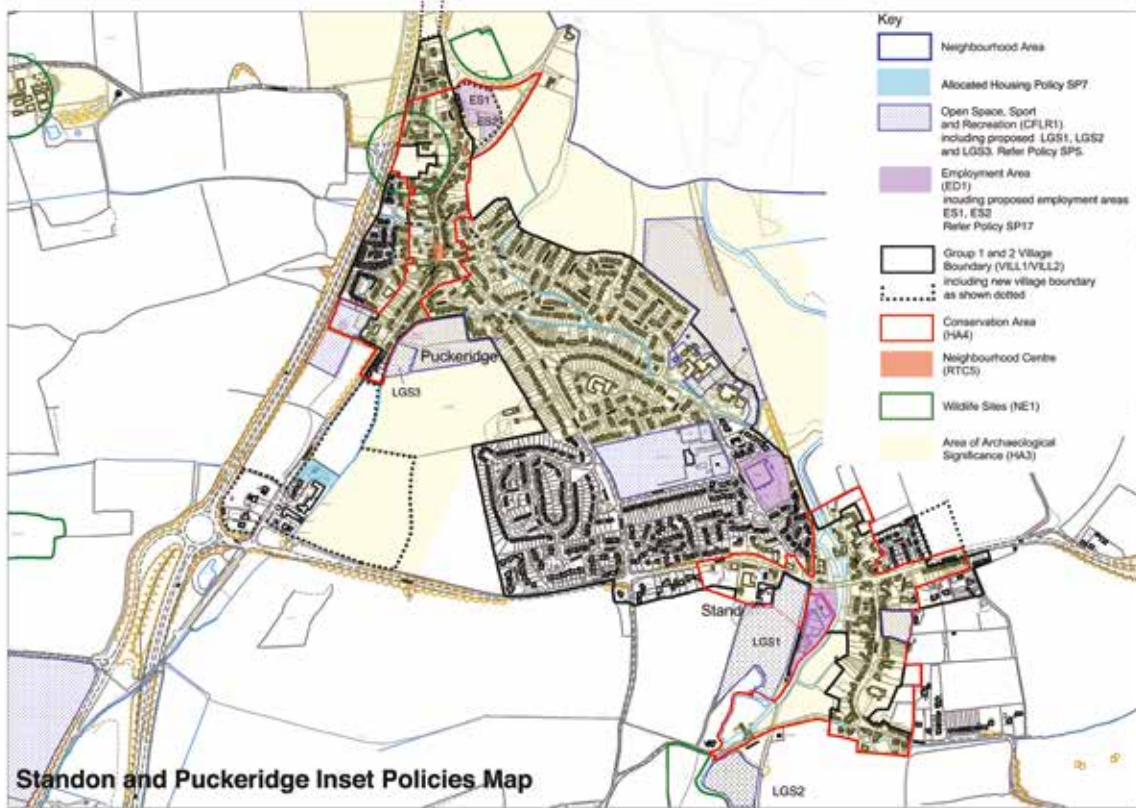 Key
Neighbourhood Area
Allocated Housing Policy SP7
Open Space, Sport
and Recreation (CFLR1)
including proposed LGS1, LGS2
and LGS3. Refer Policy SP5.
Employment Area
(ED1)
incuding proposed employment areas
ES1, ES2
Refer Policy SP17
Group 1 and 2 Village
Boundary (VILL1/VILL2)
including new village boundary
as shown dotted
Conservation Area
(HA4)
Neighbourhood Centre
(RTC5)
Wildlife Sites (NE1)
Area of Archaeological
Significance (HA3)
ES1
ES2
Puckeridge
LGS3
Stand
LGS1
LGS2
Standon and Puckeridge Inset Policies Map